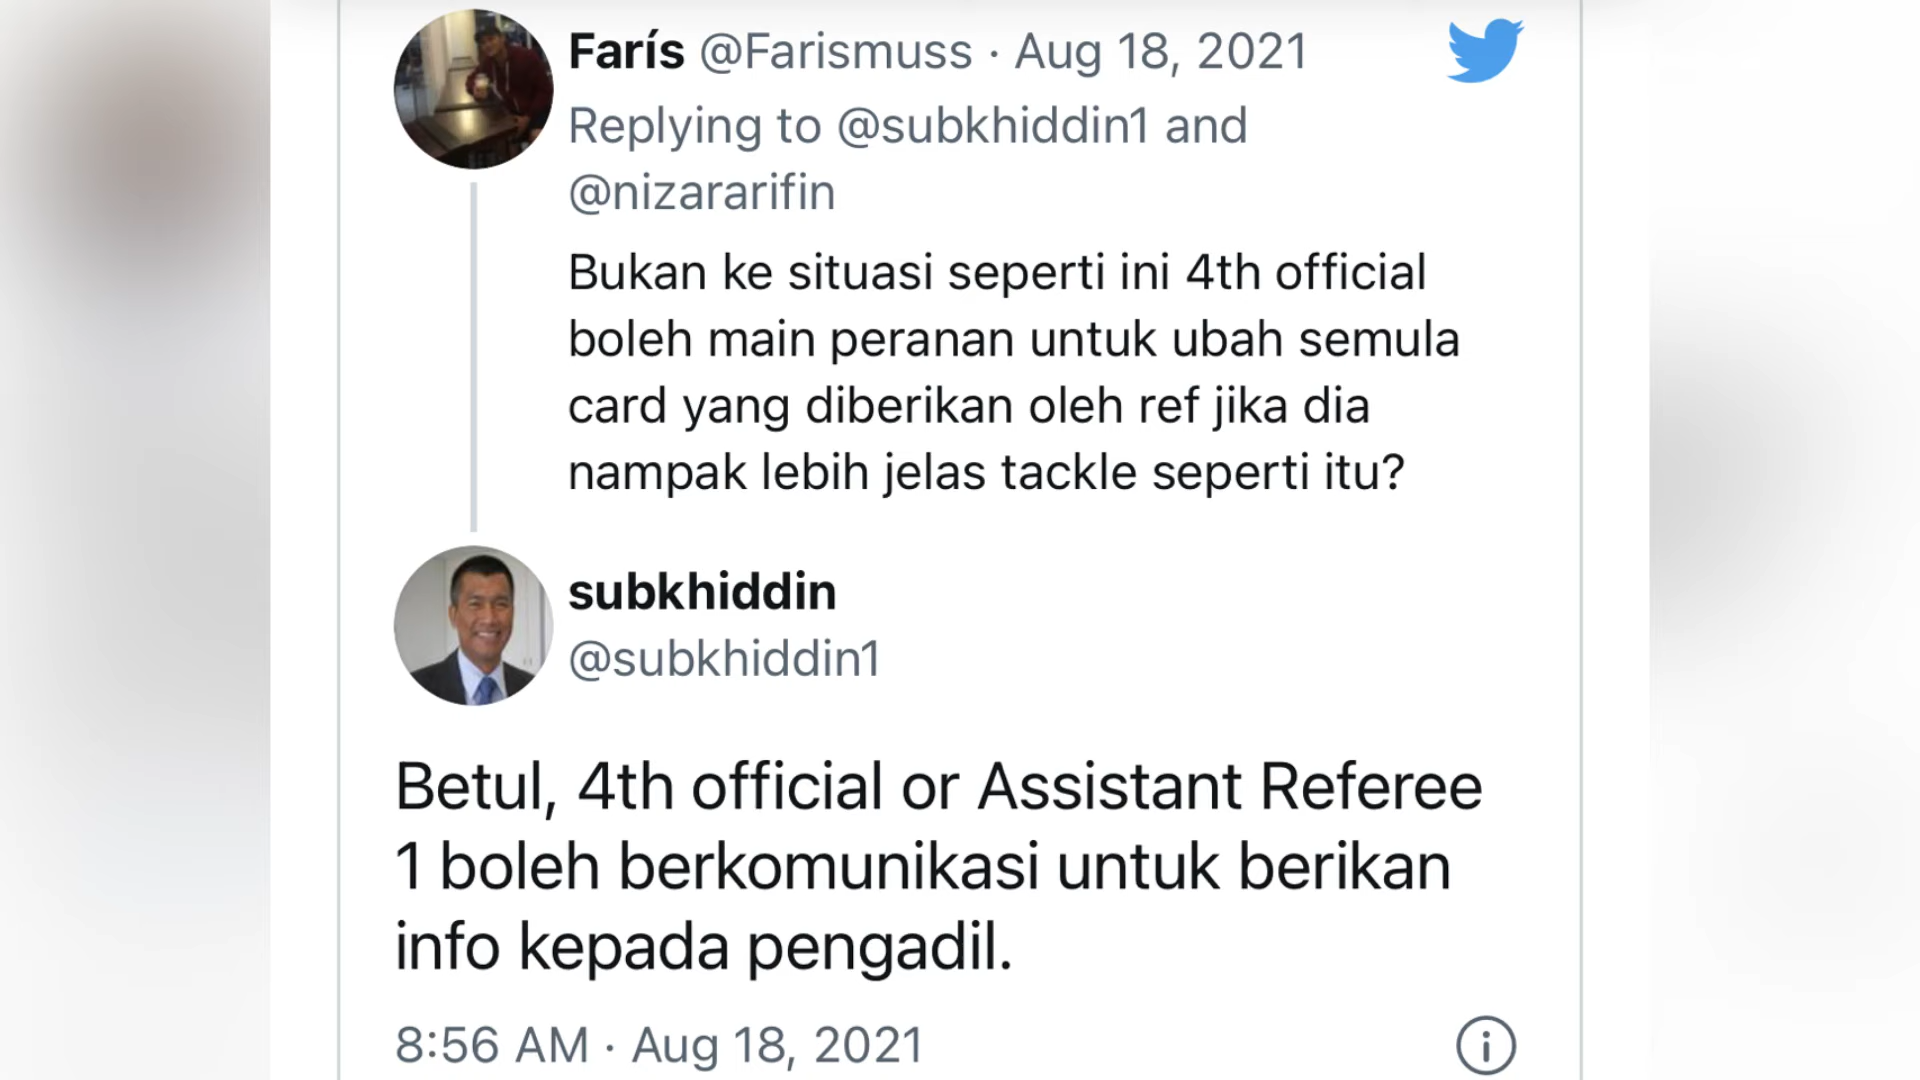 Farís @Farismuss · Aug 18, 2021
Replying to @subkhiddin1 and
@nizararifin
Bukan ke situasi seperti ini 4th official
boleh main peranan untuk ubah semula
card yang diberikan oleh ref jika dia
nampak lebih jelas tackle seperti itu?
subkhiddin
@subkhiddin1
Betul, 4th official or Assistant Referee
1 boleh berkomunikasi untuk berikan
info kepada pengadil.
8:56 AM · Aug 18, 2021